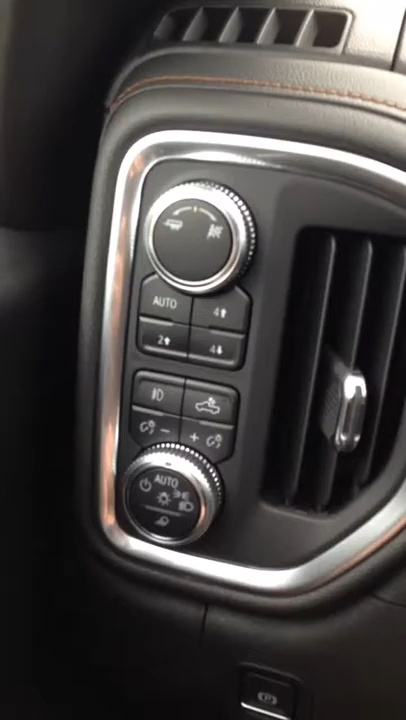 AUTO 4⬆
2⬆ 4⬇
− +
AUTO
(P)